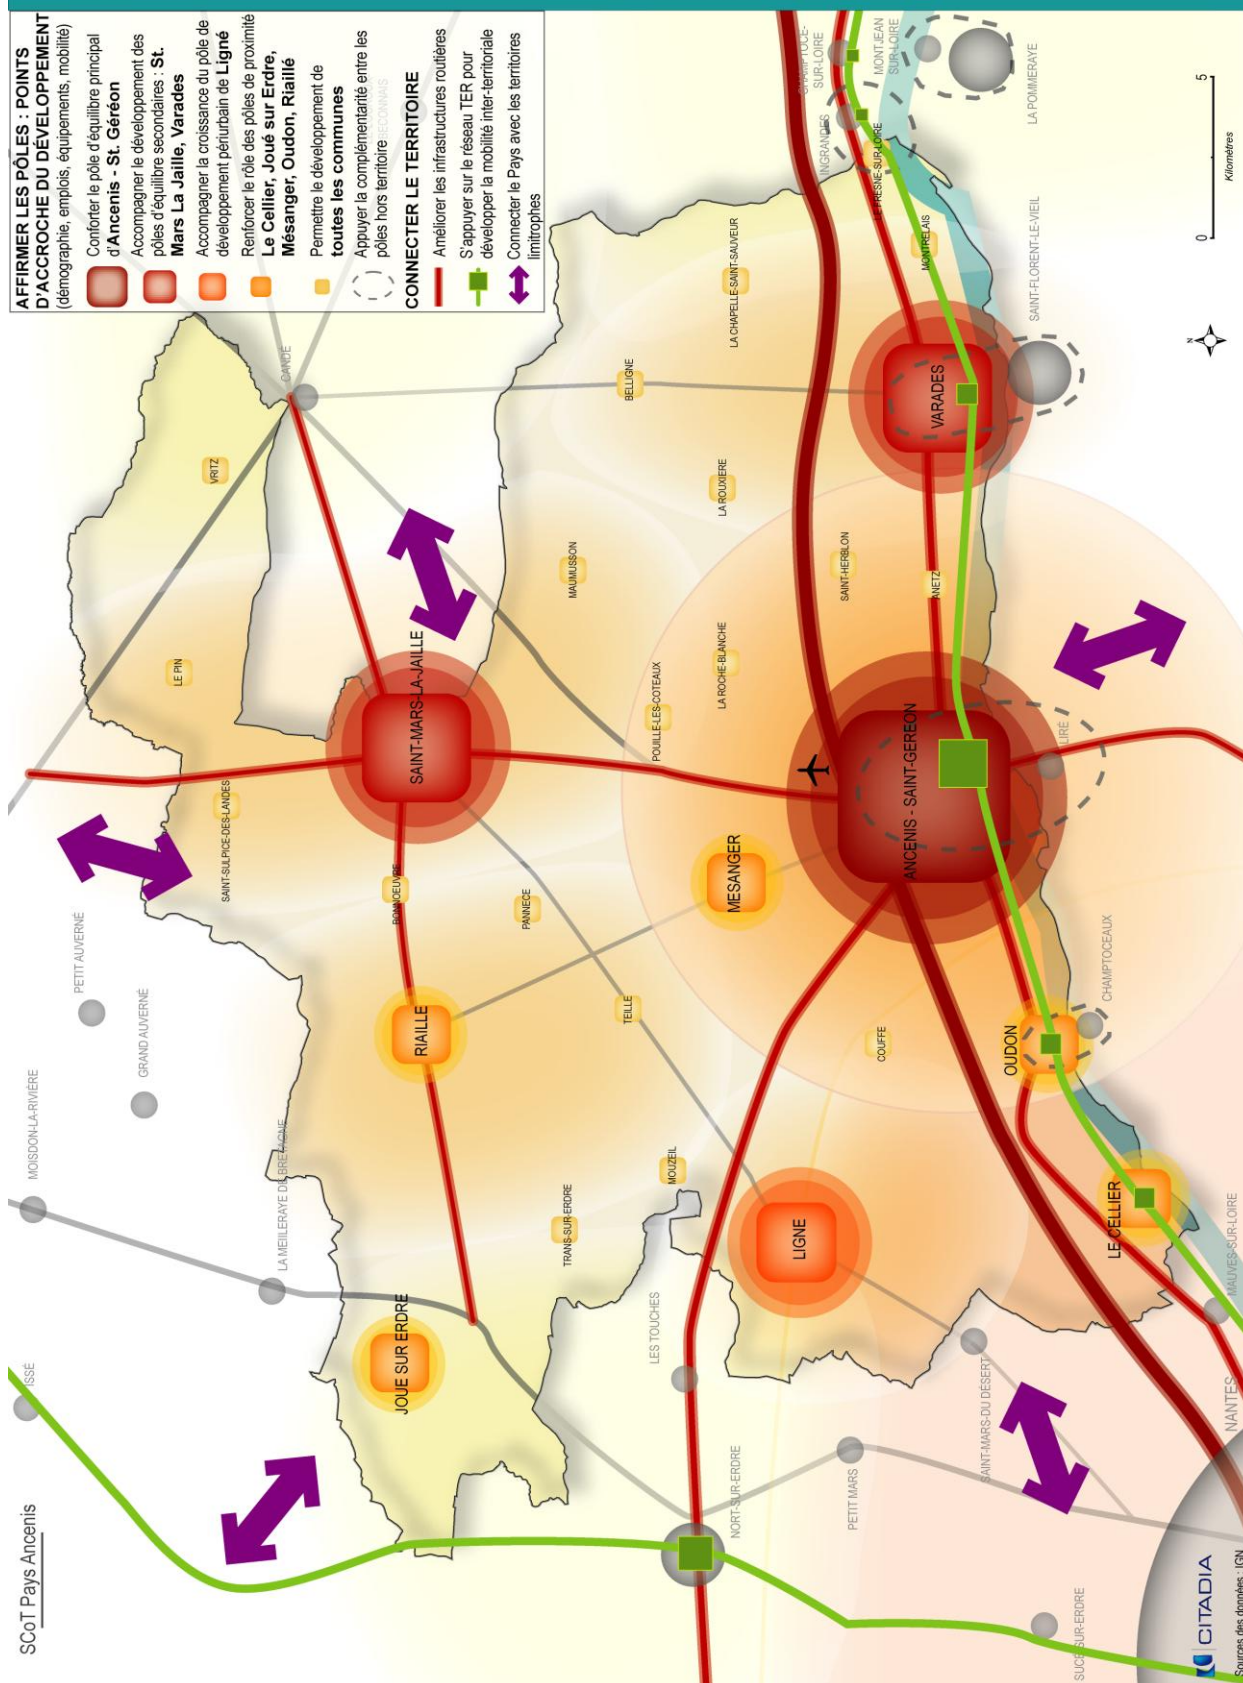 SCoT Pays Ancenis
AFFIRMER LES PÔLES : POINTS
D'ACCROCHE DU DÉVELOPPEMENT
(démographie, emplois, équipements, mobilité)
Conforter le pôle d'équilibre principal
d'Ancenis - St. Géréon
Accompagner le développement des
pôles d'équilibre secondaires : St.
Mars La Jaille, Varades
Accompagner la croissance du pôle de
développement périurbain de Ligné
Renforcer le rôle des pôles de proximité
Le Cellier, Joué sur Erdre,
Mésanger, Oudon, Riaillé
Permettre le développement de
toutes les communes
Appuyer la complémentarité entre les
pôles hors territoire
CONNECTER LE TERRITOIRE
Améliorer les infrastructures routières
S'appuyer sur le réseau TER pour
développer la mobilité inter-territoriale
Connecter le Pays avec les territoires
limitrophes
ISSÉ
MOISDON-LA-RIVIÈRE
PETIT AUVERNÉ
GRAND AUVERNÉ
LA MEILLERAYE DE BRETAGNE
CANDÉ
VRITZ
LE PIN
SAINT-SULPICE-DES-LANDES
SAINT-MARS-LA-JAILLE
BONNOEUVRE
RIAILLE
JOUE SUR ERDRE
PANNECE
MAUMUSSON
BELLIGNE
TEILLE
TRANS-SUR-ERDRE
MOUZEIL
POUILLE-LES-COTEAUX
LA ROCHE-BLANCHE
LA ROUXIERE
LA CHAPELLE-SAINT-SAUVEUR
LES TOUCHES
NORT-SUR-ERDRE
MESANGER
LIGNE
COUFFE
SAINT-HERBLON
ANETZ
ANCENIS - SAINT-GEREON
VARADES
MONTRELAIS
LE FRESNE-SUR-LOIRE
INGRANDES
SUR-LOIRE
MONTJEAN
SUR-LOIRE
LA POMMERAYE
SAINT-FLORENT-LE-VIEIL
LIRÉ
OUDON
CHAMPTOCEAUX
LE CELLIER
MAUVES-SUR-LOIRE
PETIT MARS
SAINT-MARS-DU DÉSERT
SUCE-SUR-ERDRE
NANTES
N
0
5
Kilomètres
CITADIA
Sources des données : IGN